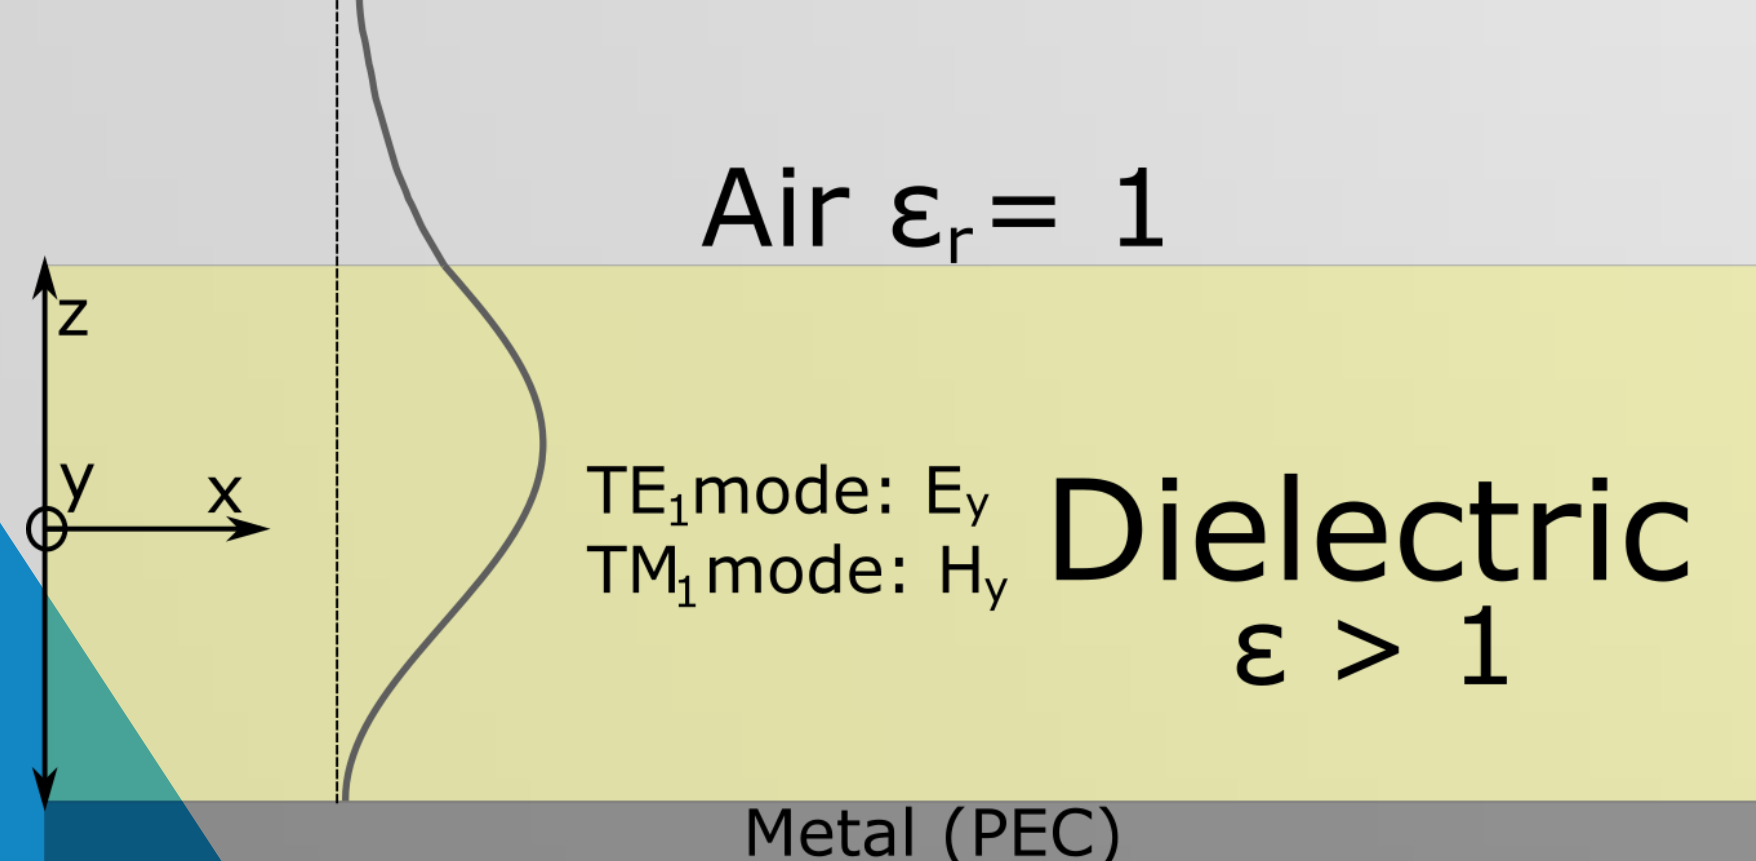 Air εr = 1
z
y
x
TE1mode: Ey
TM1mode: Hy
Dielectric
ε > 1
Metal (PEC)